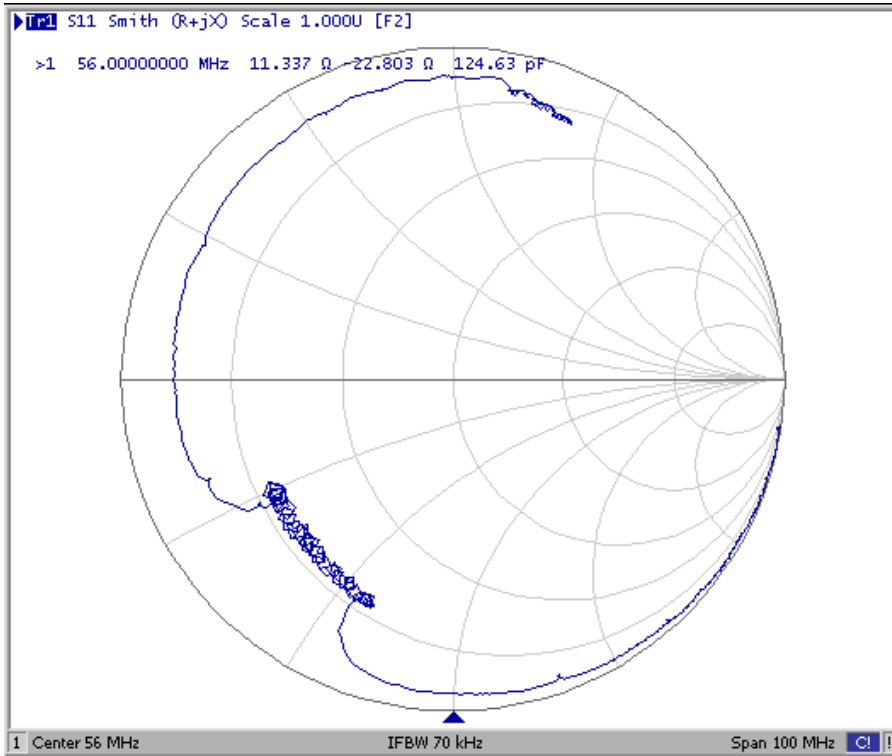 Tr1 S11 Smith (R+jX) Scale 1.000U [F2]
>1 56.00000000 MHz 11.337 Ω -22.803 Ω 124.63 pF
1 Center 56 MHz IFBW 70 kHz Span 100 MHz C!